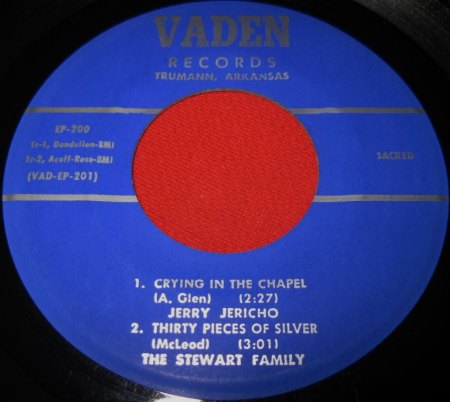 VADEN
RECORDS
TRUMANN, ARKANSAS
EP-200
Tr-1, Dandelion-BMI
Tr-2, Acuff-Rose-BMI
(VAD-EP-201)
SACRED
1. CRYING IN THE CHAPEL
(A. Glen) (2:27)
JERRY JERICHO
2. THIRTY PIECES OF SILVER
(McLeod) (3:01)
THE STEWART FAMILY